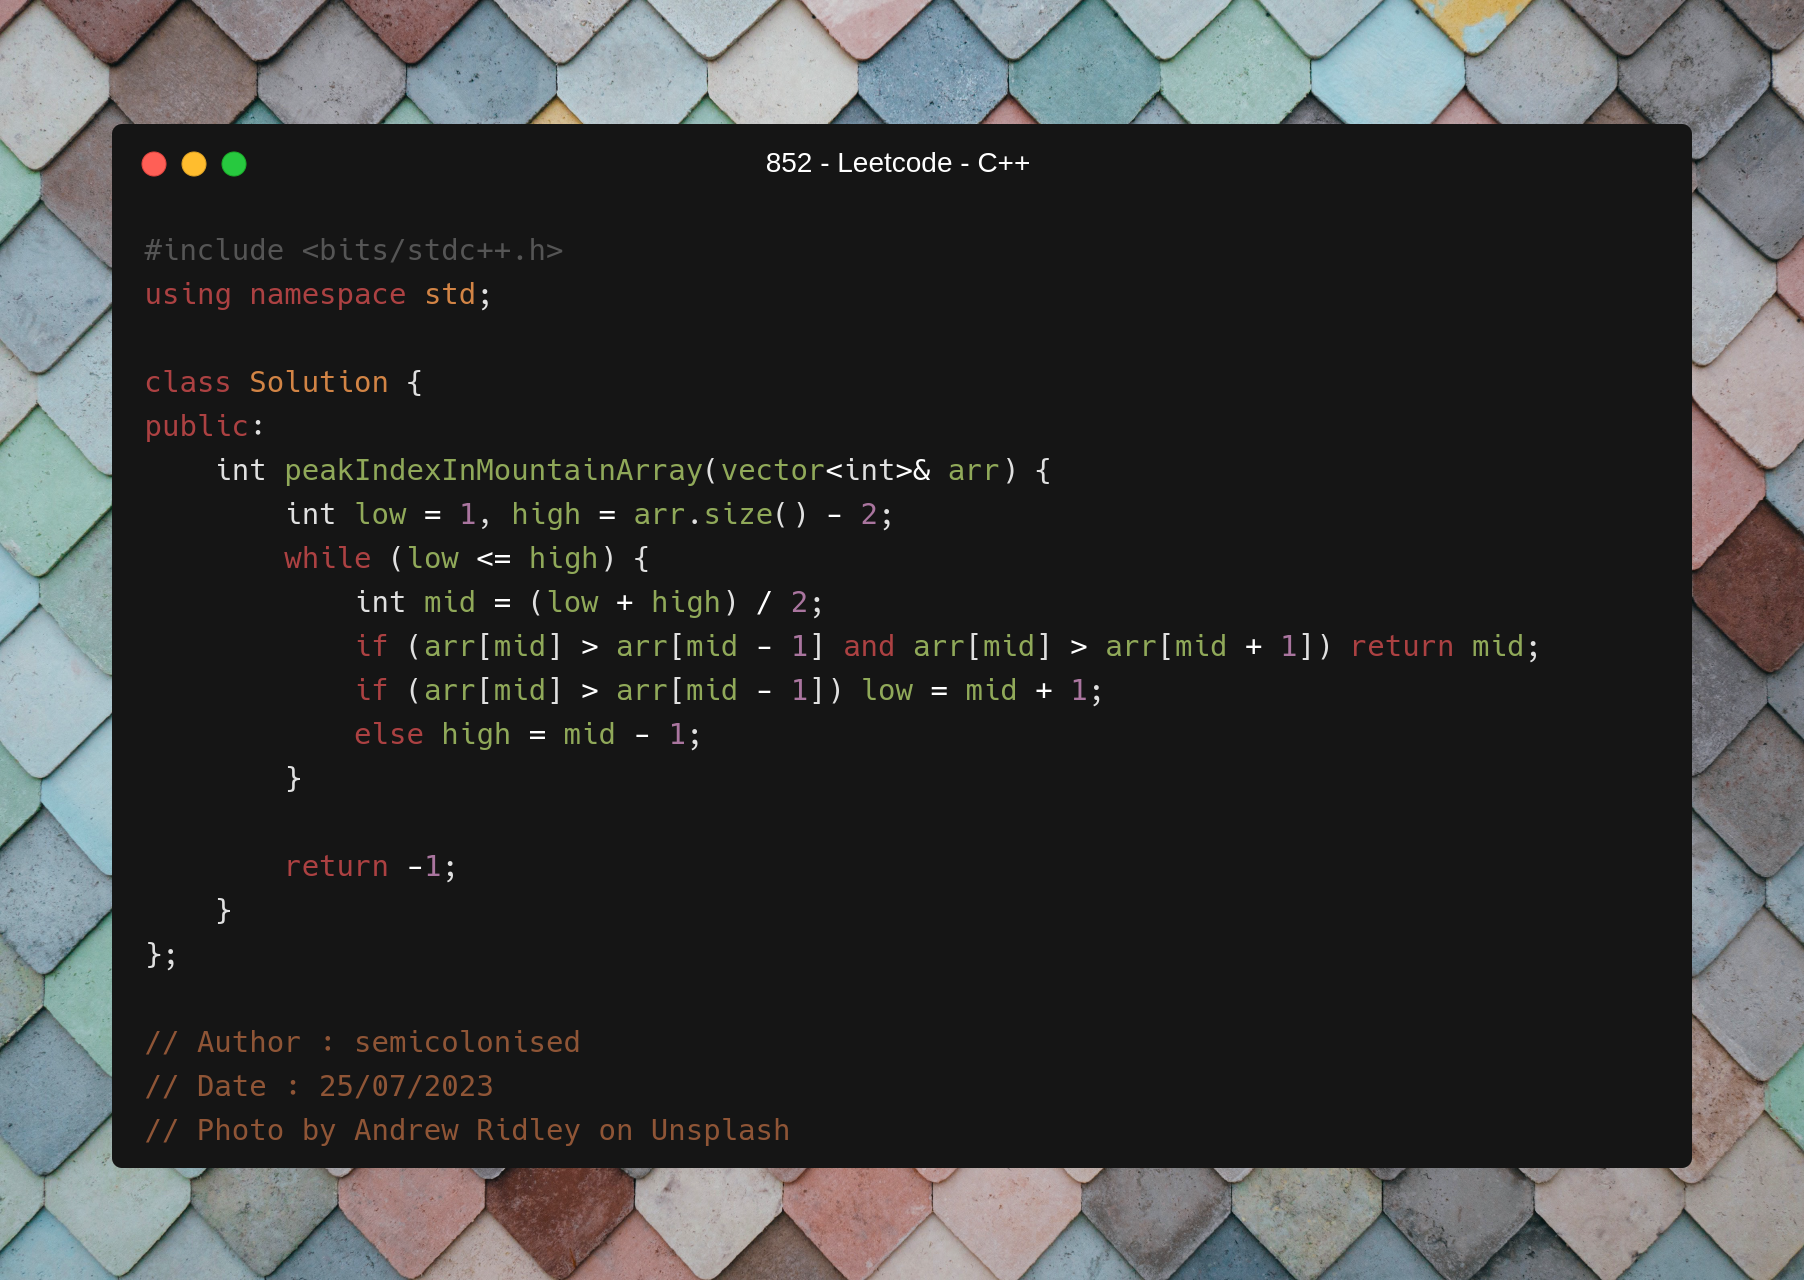 852 - Leetcode - C++
#include <bits/stdc++.h>
using namespace std;
class Solution {
public:
    int peakIndexInMountainArray(vector<int>& arr) {
        int low = 1, high = arr.size() - 2;
        while (low <= high) {
            int mid = (low + high) / 2;
            if (arr[mid] > arr[mid - 1] and arr[mid] > arr[mid + 1]) return mid;
            if (arr[mid] > arr[mid - 1]) low = mid + 1;
            else high = mid - 1;
        }
        return -1;
    }
};
// Author : semicolonised
// Date : 25/07/2023
// Photo by Andrew Ridley on Unsplash